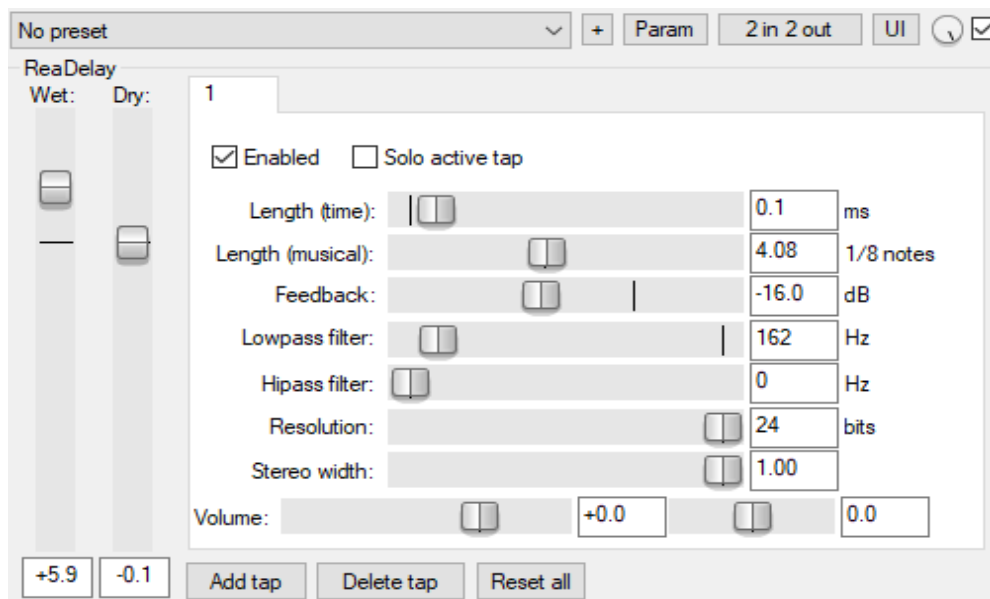 No preset + Param 2 in 2 out UI
ReaDelay
Wet: Dry: 1
Enabled Solo active tap
Length (time): 0.1 ms
Length (musical): 4.08 1/8 notes
Feedback: -16.0 dB
Lowpass filter: 162 Hz
Hipass filter: 0 Hz
Resolution: 24 bits
Stereo width: 1.00
Volume: +0.0 0.0
+5.9 -0.1 Add tap Delete tap Reset all